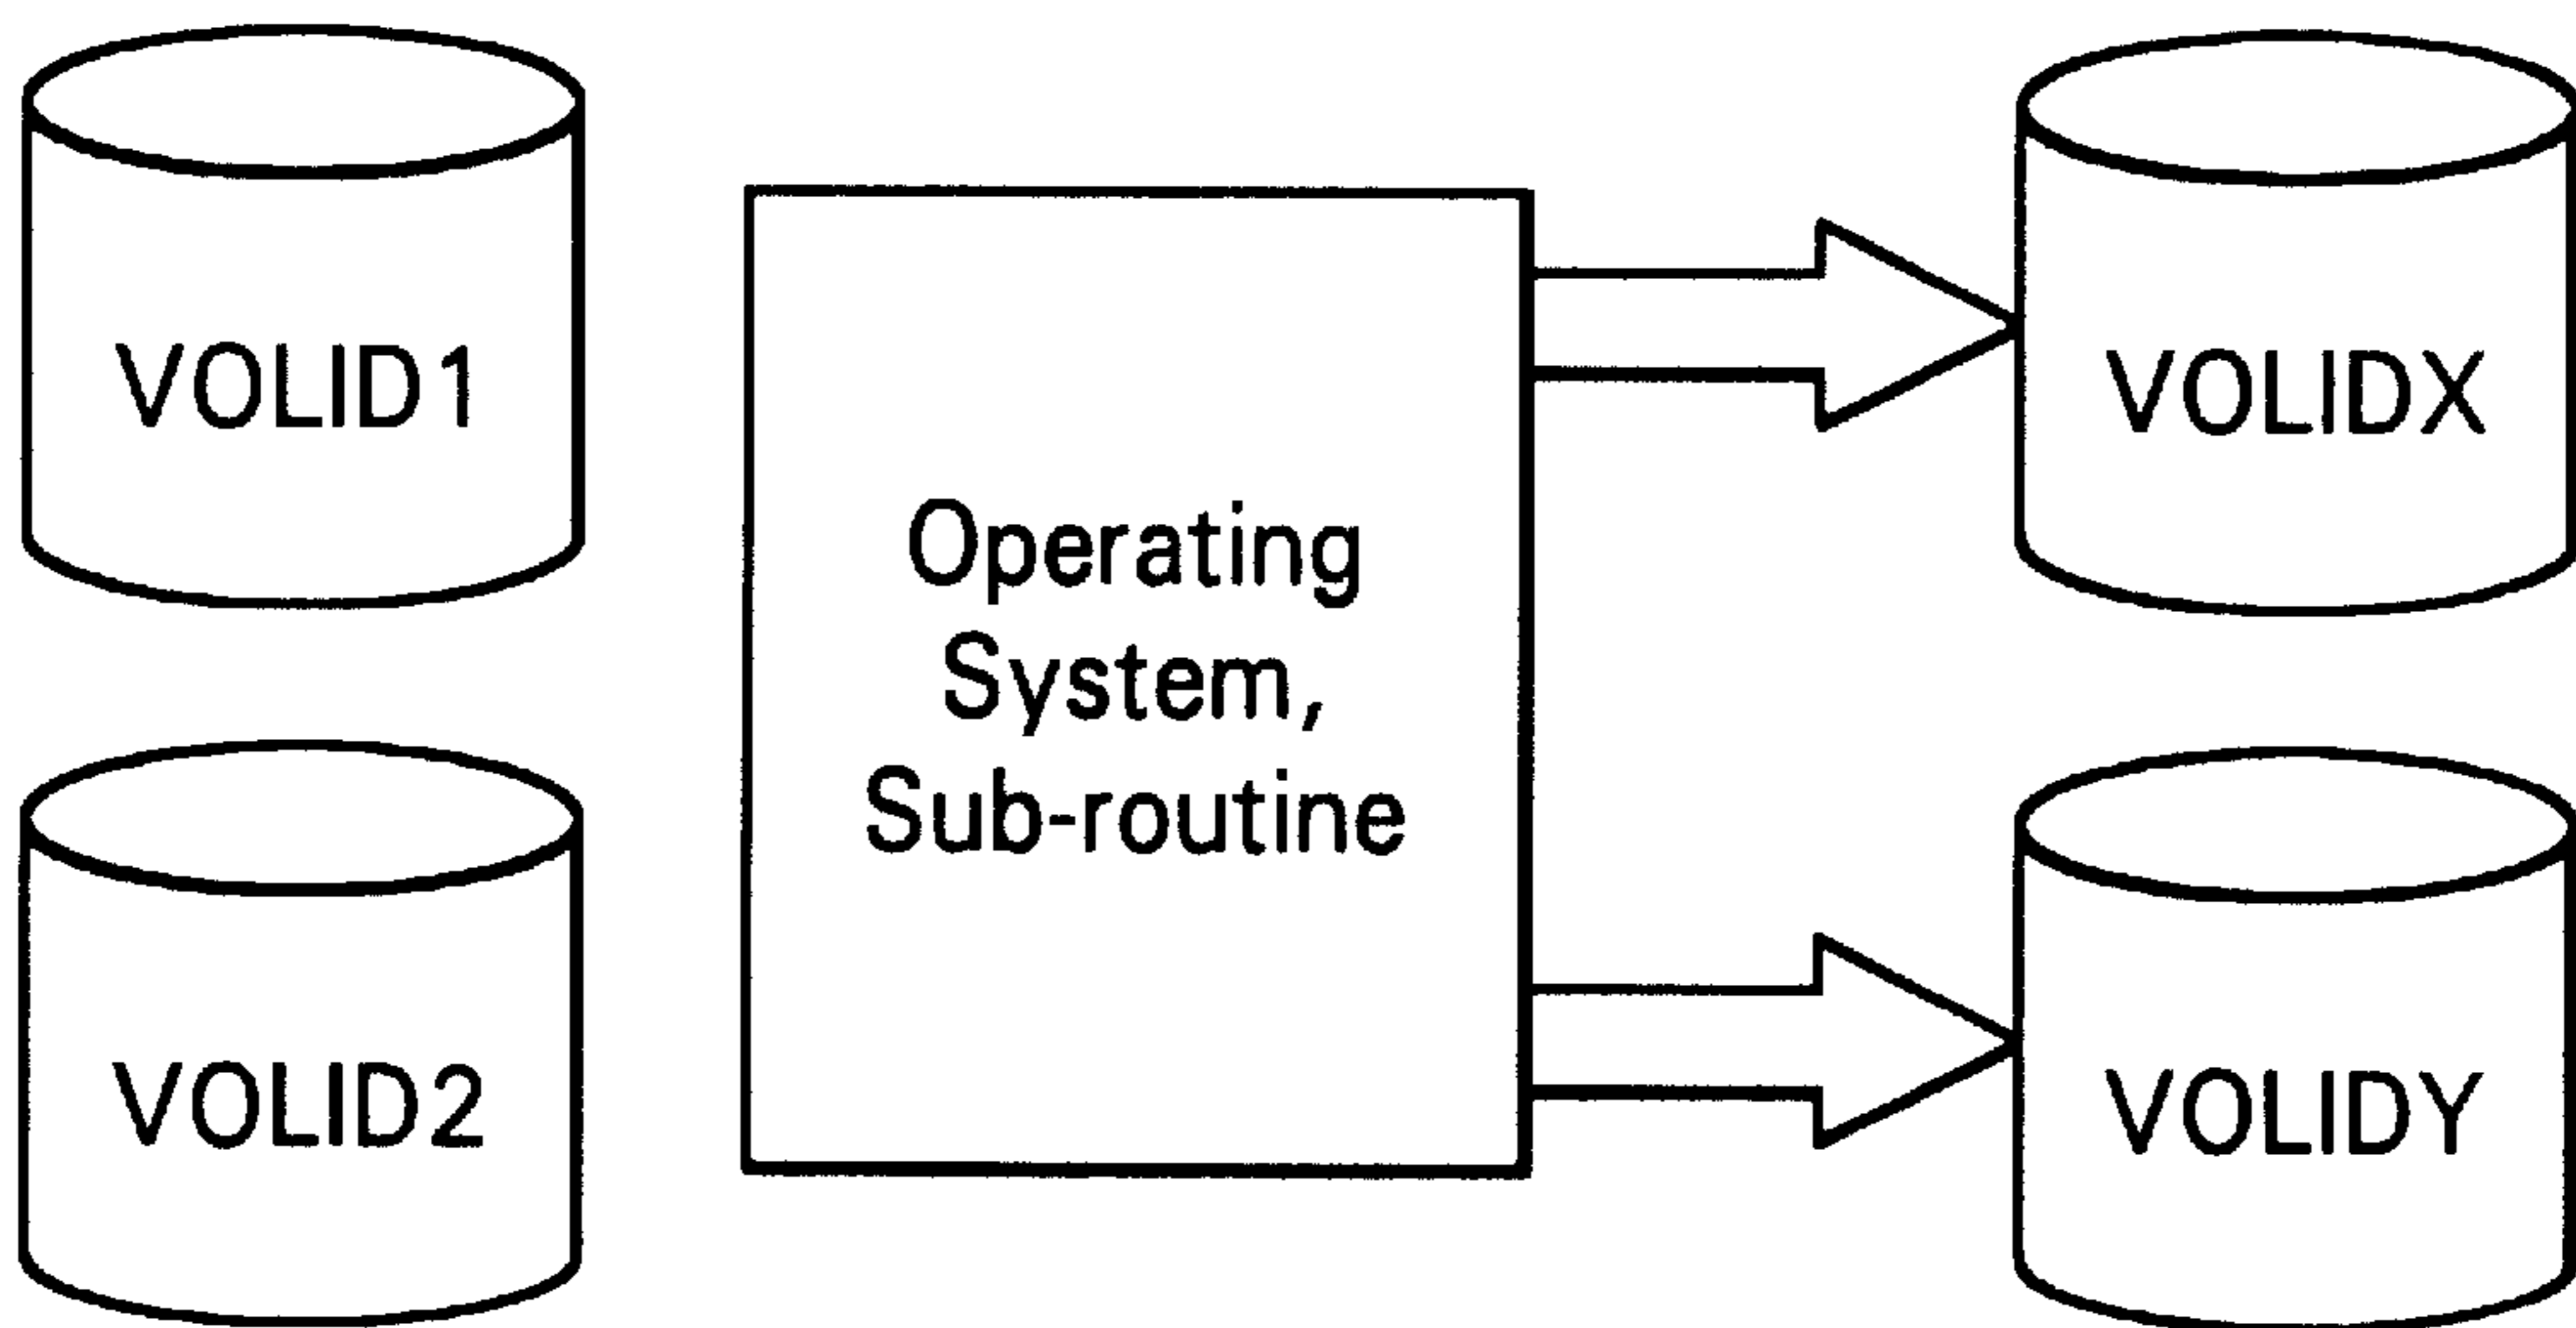 VOLID1
VOLIDX
Operating
System,
Sub-routine
VOLID2
VOLIDY